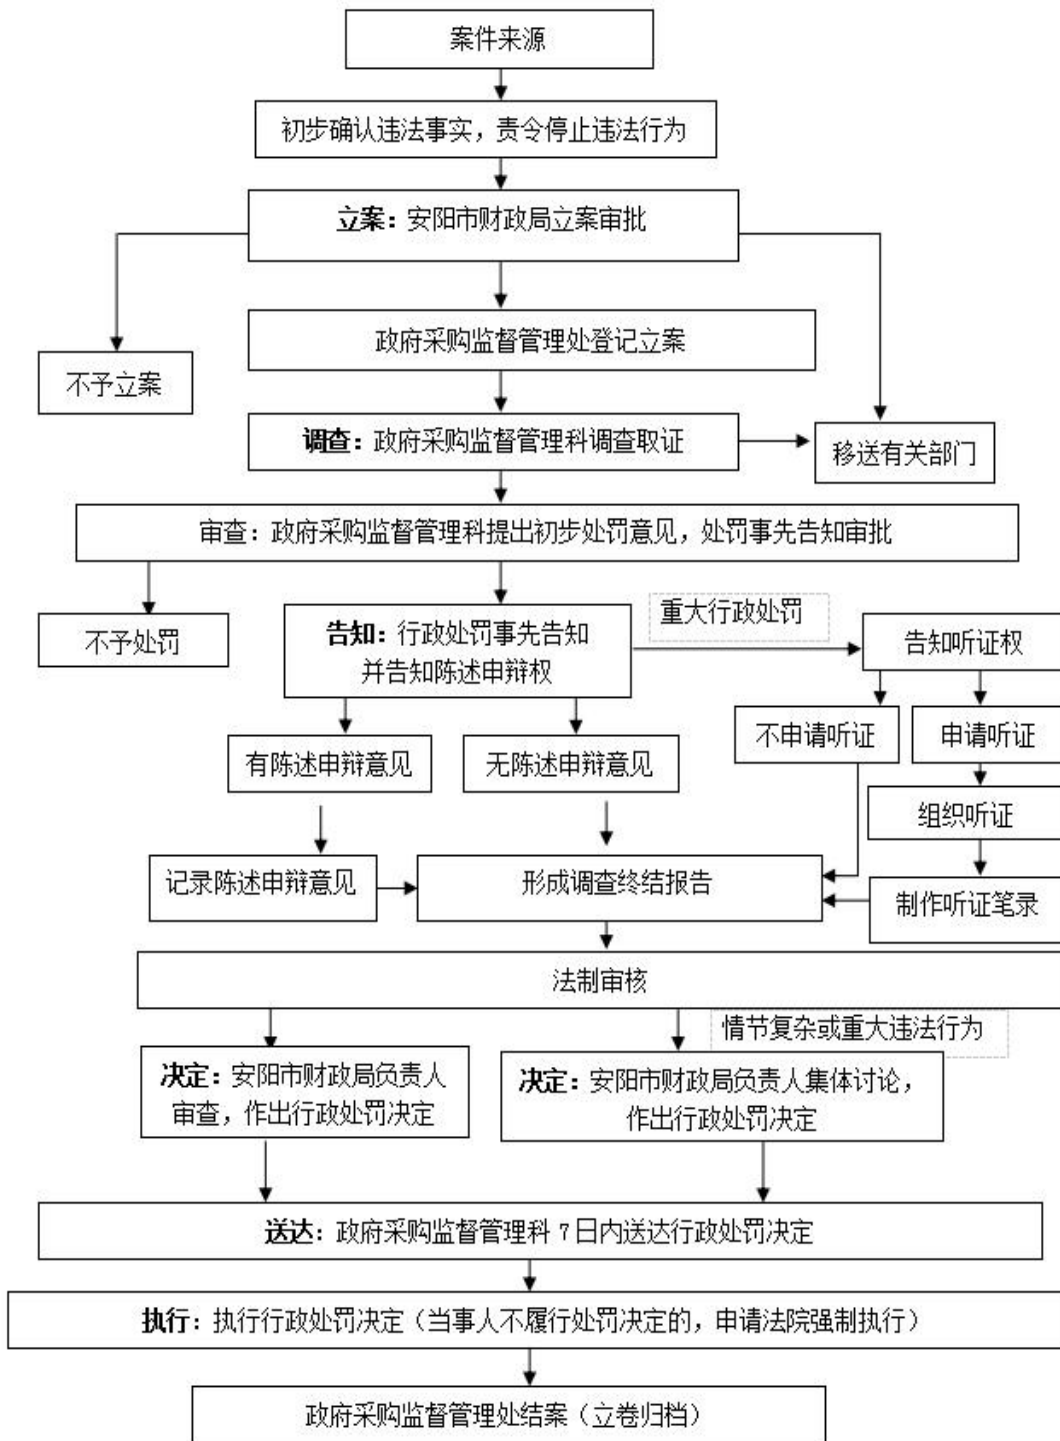 案件来源
初步确认违法事实，责令停止违法行为
立案：安阳市财政局立案审批
政府采购监督管理处登记立案
不予立案
调查：政府采购监督管理科调查取证
移送有关部门
审查：政府采购监督管理科提出初步处罚意见，处罚事先告知审批
不予处罚
告知：行政处罚事先告知
并告知陈述申辩权
重大行政处罚
告知听证权
有陈述申辩意见
无陈述申辩意见
不申请听证
申请听证
组织听证
记录陈述申辩意见
形成调查终结报告
制作听证笔录
法制审核
情节复杂或重大违法行为
决定：安阳市财政局负责人
审查，作出行政处罚决定
决定：安阳市财政局负责人集体讨论，
作出行政处罚决定
送达：政府采购监督管理科 7 日内送达行政处罚决定
执行：执行行政处罚决定（当事人不履行处罚决定的，申请法院强制执行）
政府采购监督管理处结案（立卷归档）